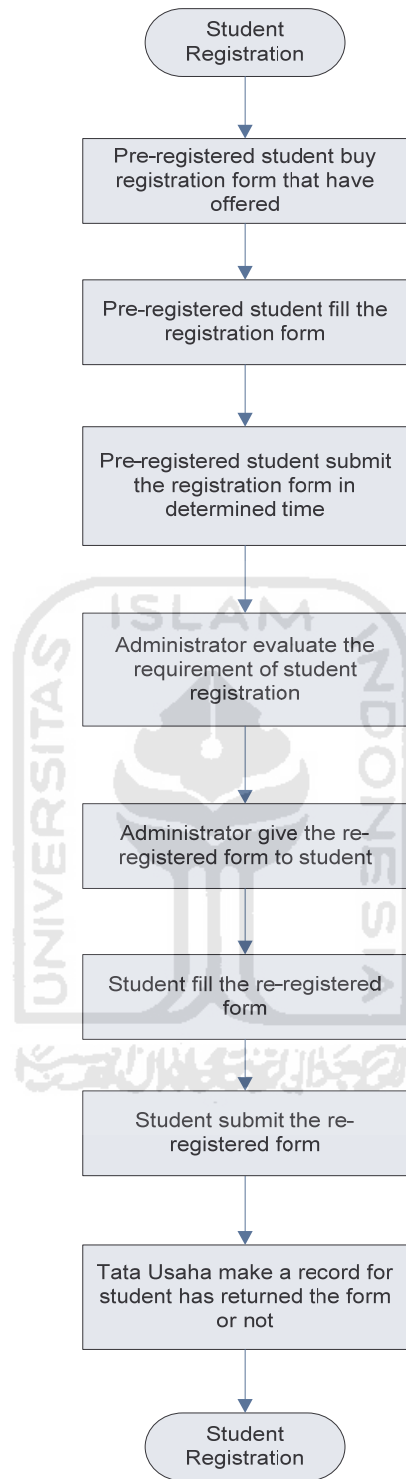 Student
Registration
Pre-registered student buy
registration form that have
offered
Pre-registered student fill the
registration form
Pre-registered student submit
the registration form in
determined time
ISLAM
UNIVERSITAS
INDONESIA
Administrator evaluate the
requirement of student
registration
Administrator give the re-
registered form to student
Student fill the re-registered
form
Student submit the re-
registered form
Tata Usaha make a record for
student has returned the form
or not
Student
Registration